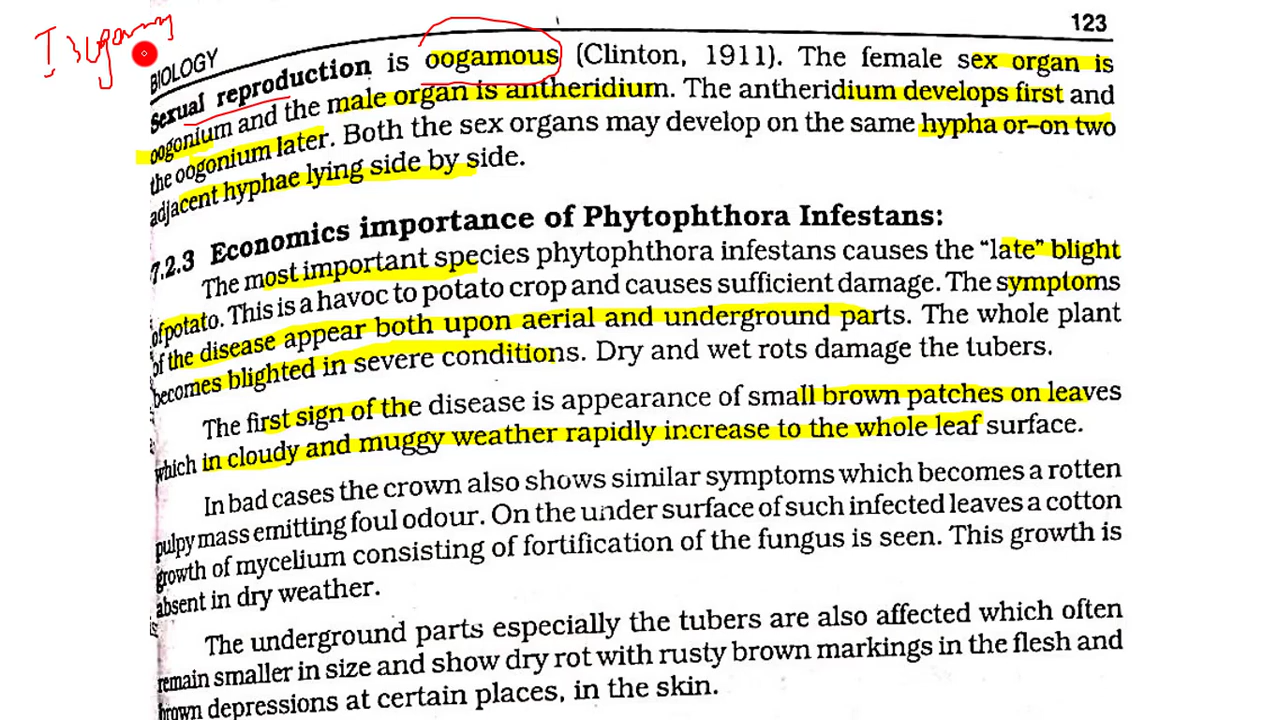 123
Isogamy
BIOLOGY
sexual reproduction is oogamous (Clinton, 1911). The female sex organ is
oogonium and the male organ is antheridium. The antheridium develops first and
the oogonium later. Both the sex organs may develop on the same hypha or–on two
adjacent hyphae lying side by side.
7.2.3 Economics importance of Phytophthora Infestans:
The most important species phytophthora infestans causes the “late” blight
of potato. This is a havoc to potato crop and causes sufficient damage. The symptoms
of the disease appear both upon aerial and underground parts. The whole plant
becomes blighted in severe conditions. Dry and wet rots damage the tubers.
The first sign of the disease is appearance of small brown patches on leaves
which in cloudy and muggy weather rapidly increase to the whole leaf surface.
In bad cases the crown also shows similar symptoms which becomes a rotten
pulpy mass emitting foul odour. On the under surface of such infected leaves a cotton
growth of mycelium consisting of fortification of the fungus is seen. This growth is
absent in dry weather.
The underground parts especially the tubers are also affected which often
remain smaller in size and show dry rot with rusty brown markings in the flesh and
brown depressions at certain places, in the skin.